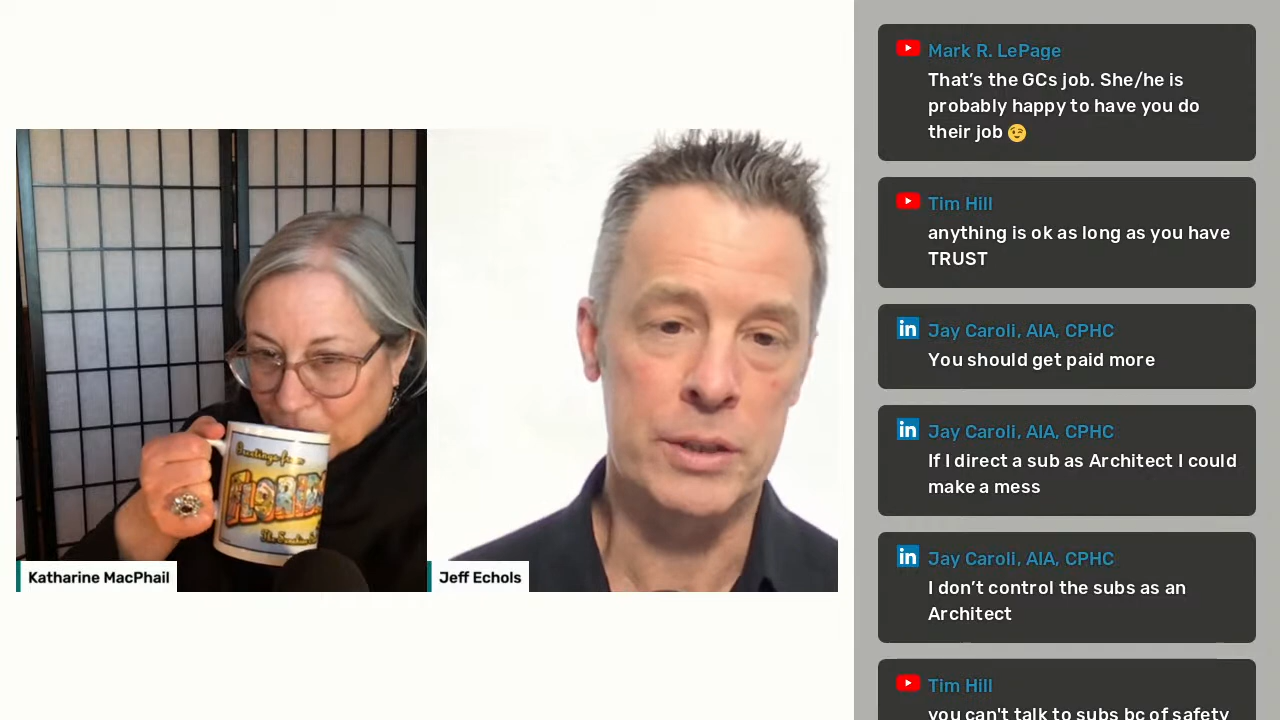 Greetings from
FLORIDA
Katharine MacPhail
Jeff Echols
Mark R. LePage
That's the GCs job. She/he is
probably happy to have you do
their job 😉
Tim Hill
anything is ok as long as you have
TRUST
Jay Caroli, AIA, CPHC
You should get paid more
Jay Caroli, AIA, CPHC
If I direct a sub as Architect I could
make a mess
Jay Caroli, AIA, CPHC
I don't control the subs as an
Architect
Tim Hill
you can't talk to subs bc of safety